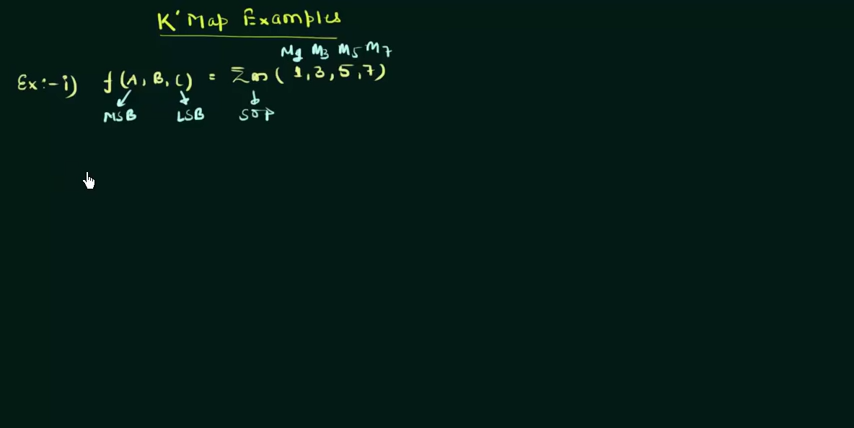 K' Map Examples
M1 M3 M5 M7
Ex:- i) f (A, B, C) = Σm ( 1, 3, 5, 7)
MSB LSB SOP